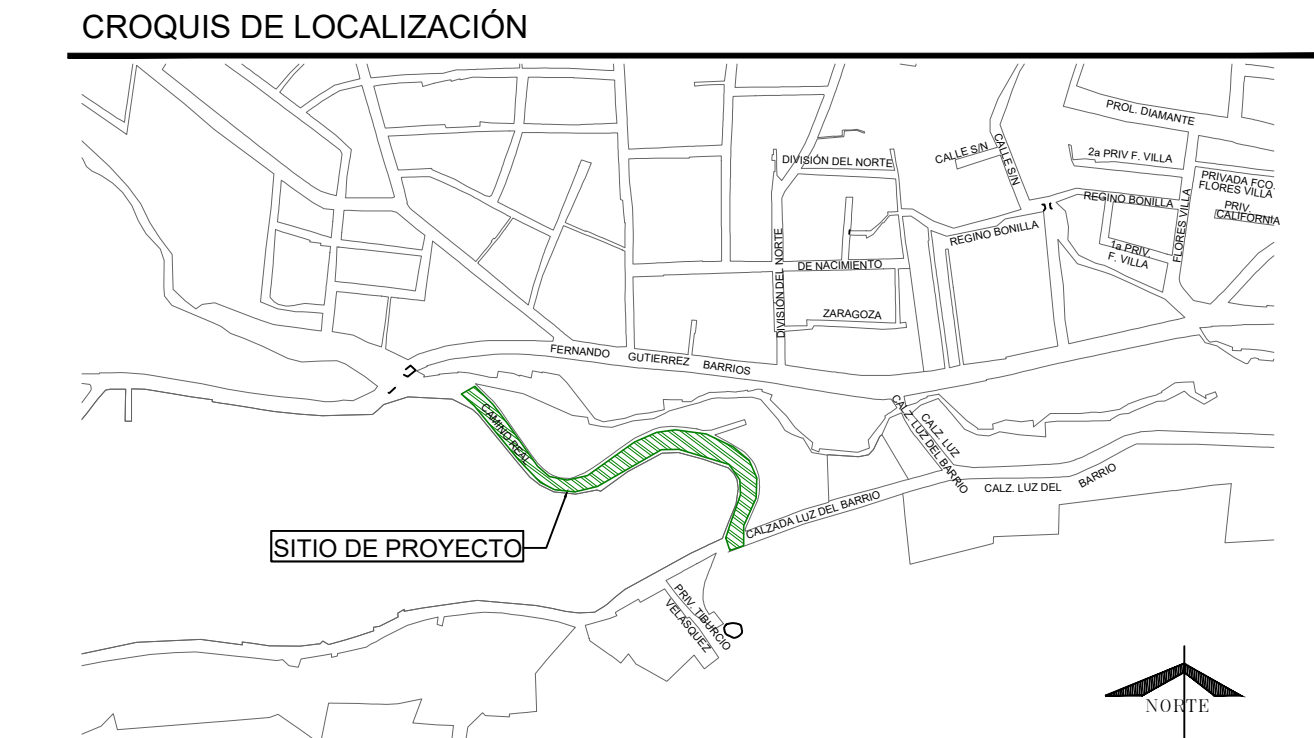 CROQUIS DE LOCALIZACIÓN
PROL. DIAMANTE
DIVISIÓN DEL NORTE
CALLE S/N
CALLE S/N
2a PRIV F. VILLA
PRIVADA FCO.
FLORES VILLA
REGINO BONILLA
PRIV.
CALIFORNIA
FLORES VILLA
REGINO BONILLA
1a PRIV.
F. VILLA
DIVISIÓN DEL NORTE
DE NACIMIENTO
ZARAGOZA
FERNANDO GUTIERREZ BARRIOS
CAMINO REAL
CALZ. LUZ DEL BARRIO
CALZ. LUZ
CALZ. LUZ DEL BARRIO
CALZADA LUZ DEL BARRIO
SITIO DE PROYECTO
PRIV. TIBURCIO
VELASQUEZ
NORTE